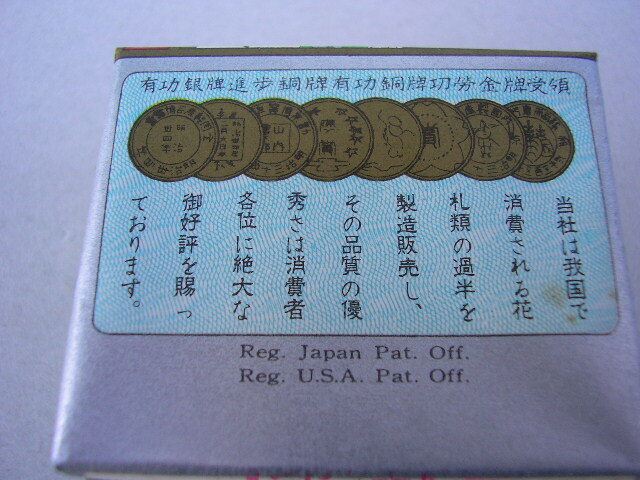 有功銀牌進歩銅牌有功銅牌功労金牌受領
当社は我国で
消費される花
札類の過半を
製造販売し、
その品質の優
秀さは消費者
各位に絶大な
御好評を賜っ
ております。
Reg. Japan Pat. Off.
Reg. U.S.A. Pat. Off.